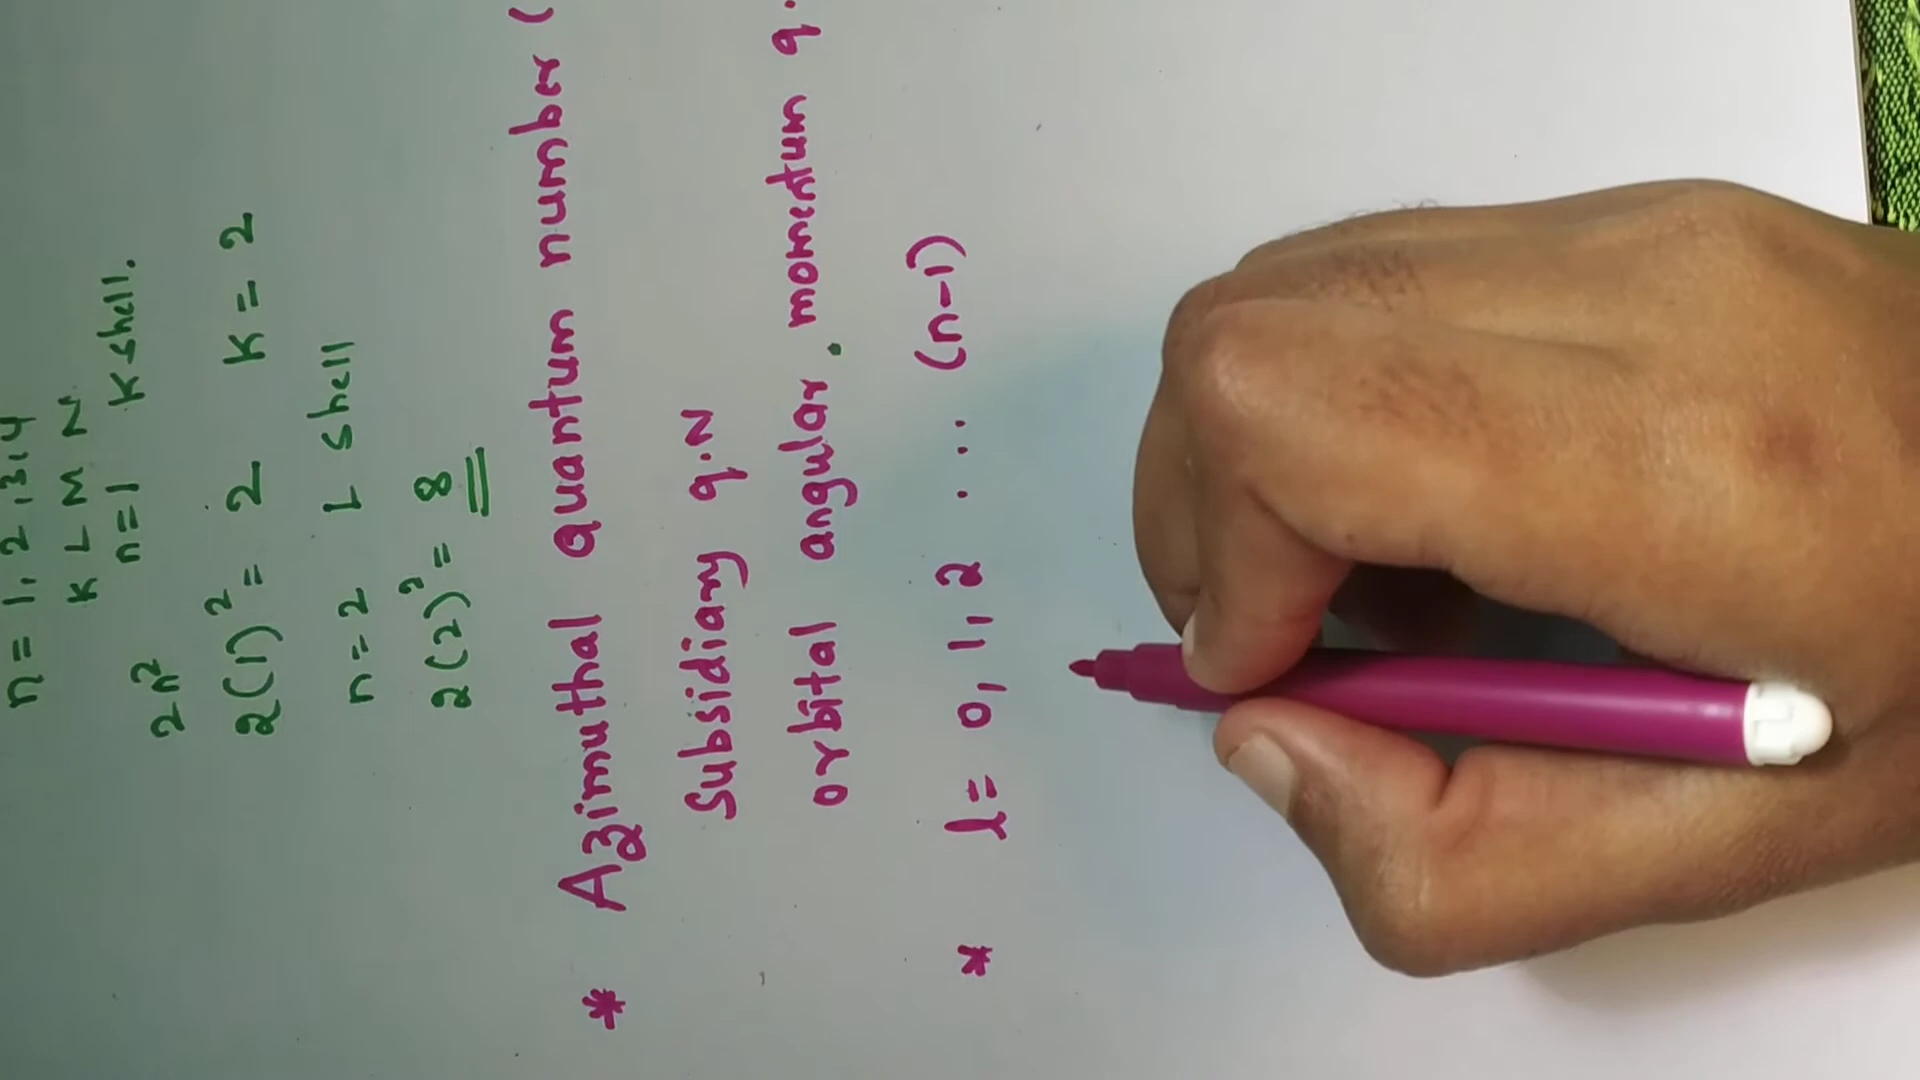 n = 1, 2, 3, 4
K L M N
n=1 K shell.
2n²
2(1)² = 2 K = 2
n = 2 L shell
2(2)² = 8
* Azimuthal quantum number (
Subsidiary q.N
orbital angular momentum q.
* l = 0, 1, 2 .... (n-1)